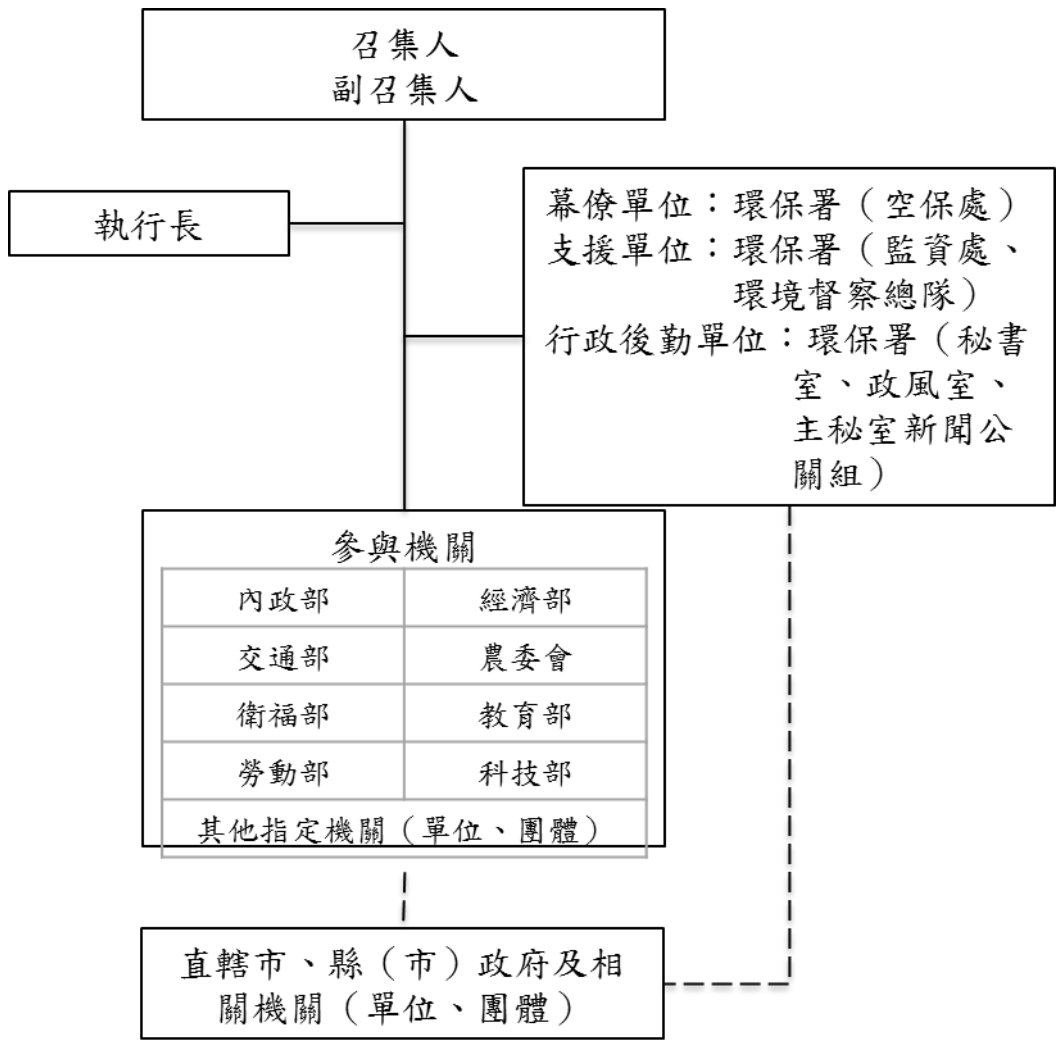 召集人
副召集人
執行長
幕僚單位：環保署（空保處）
支援單位：環保署（監資處、
環境督察總隊）
行政後勤單位：環保署（秘書
室、政風室、
主秘室新聞公
關組）
參與機關
內政部 經濟部
交通部 農委會
衛福部 教育部
勞動部 科技部
其他指定機關（單位、團體）
直轄市、縣（市）政府及相
關機關（單位、團體）